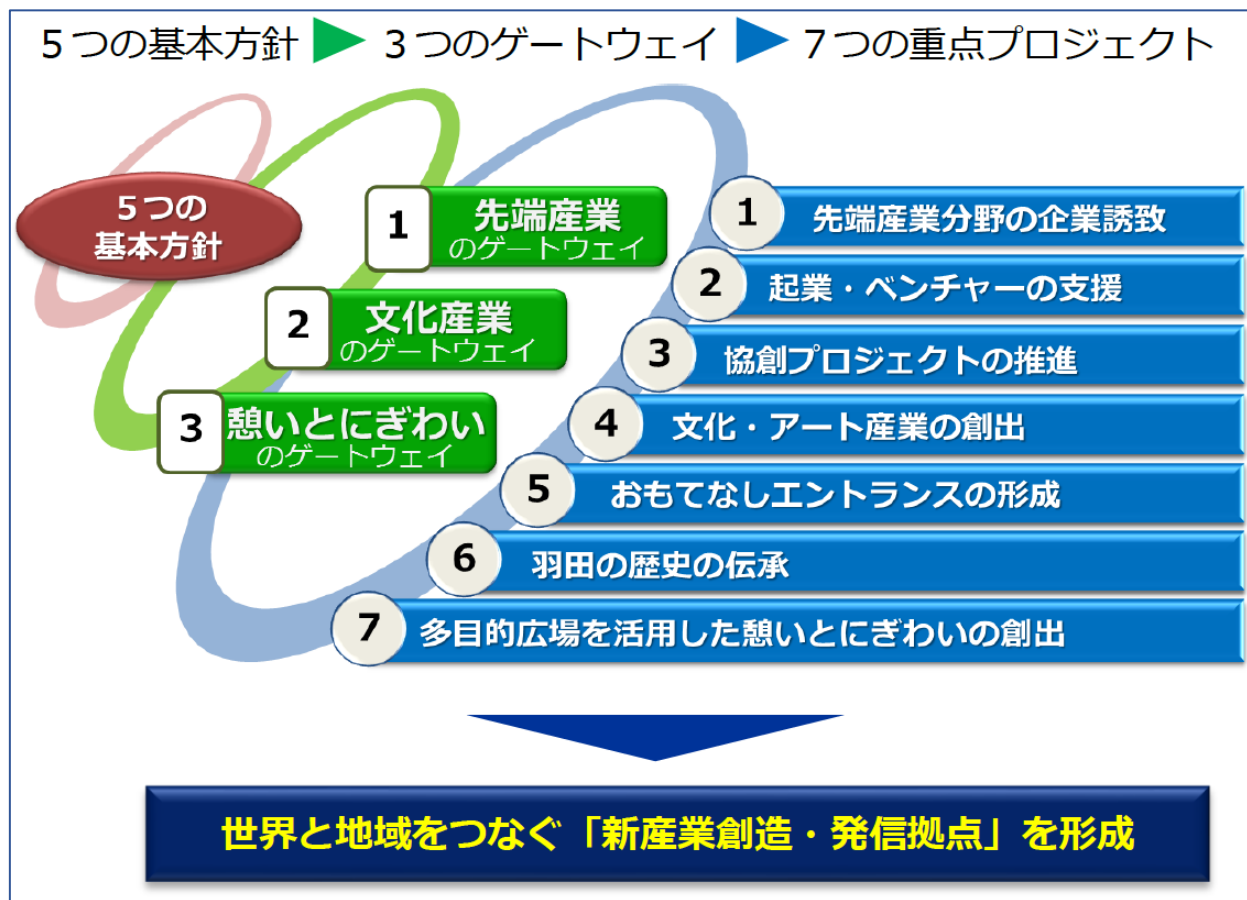 ５つの基本方針 ▶ ３つのゲートウェイ ▶ ７つの重点プロジェクト
５つの
基本方針
1 先端産業
のゲートウェイ
2 文化産業
のゲートウェイ
3 憩いとにぎわい
のゲートウェイ
1 先端産業分野の企業誘致
2 起業・ベンチャーの支援
3 協創プロジェクトの推進
4 文化・アート産業の創出
5 おもてなしエントランスの形成
6 羽田の歴史の伝承
7 多目的広場を活用した憩いとにぎわいの創出
世界と地域をつなぐ「新産業創造・発信拠点」を形成